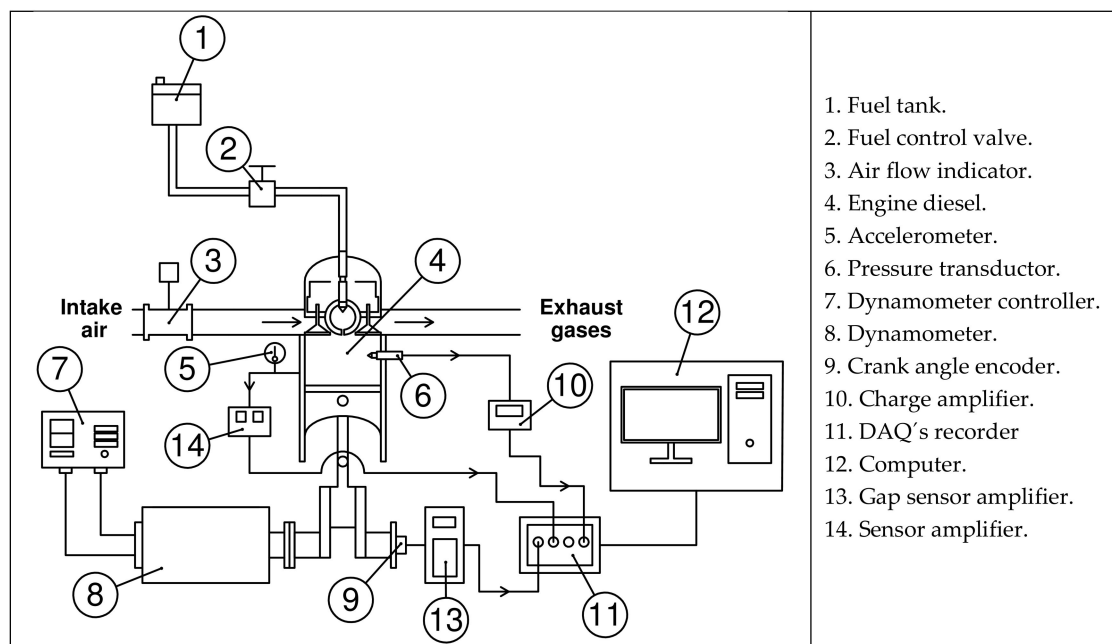 1
2
3
4
Intake
air
Exhaust
gases
12
5
6
7
10
14
8
9
13
11
1. Fuel tank.
2. Fuel control valve.
3. Air flow indicator.
4. Engine diesel.
5. Accelerometer.
6. Pressure transductor.
7. Dynamometer controller.
8. Dynamometer.
9. Crank angle encoder.
10. Charge amplifier.
11. DAQ´s recorder
12. Computer.
13. Gap sensor amplifier.
14. Sensor amplifier.